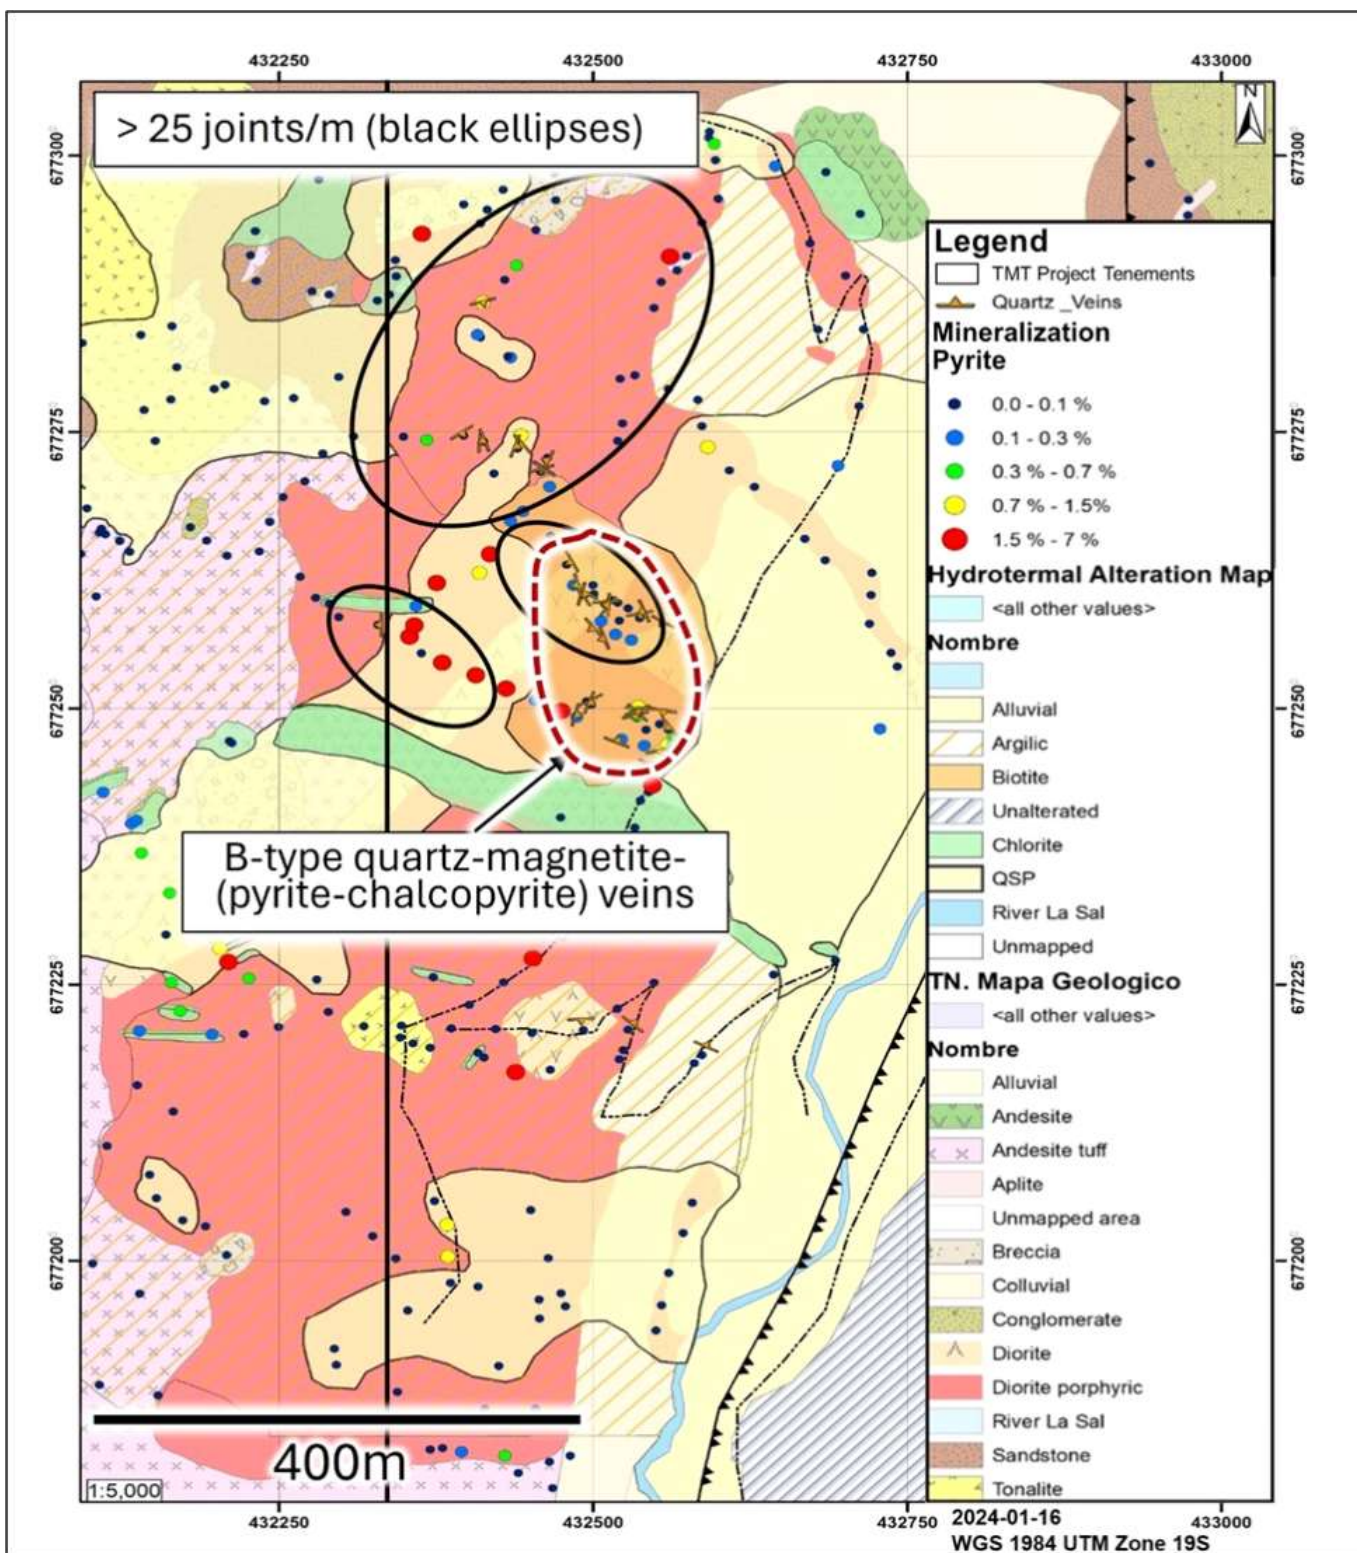 432250 432500 432750 433000
> 25 joints/m (black ellipses)
N
677300 677300
677275 677275
677250 677250
677225 677225
677200 677200
Legend
TMT Project Tenements
Quartz _Veins
Mineralization
Pyrite
0.0 - 0.1 %
0.1 - 0.3 %
0.3 % - 0.7 %
0.7 % - 1.5%
1.5 % - 7 %
Hydrotermal Alteration Map
<all other values>
Nombre
Alluvial
Argilic
Biotite
Unalterated
Chlorite
QSP
River La Sal
Unmapped
TN. Mapa Geologico
<all other values>
Nombre
Alluvial
Andesite
Andesite tuff
Aplite
Unmapped area
Breccia
Colluvial
Conglomerate
Diorite
Diorite porphyric
River La Sal
Sandstone
Tonalite
B-type quartz-magnetite-
(pyrite-chalcopyrite) veins
400m
1:5,000
432250 432500 432750 433000
2024-01-16
WGS 1984 UTM Zone 19S